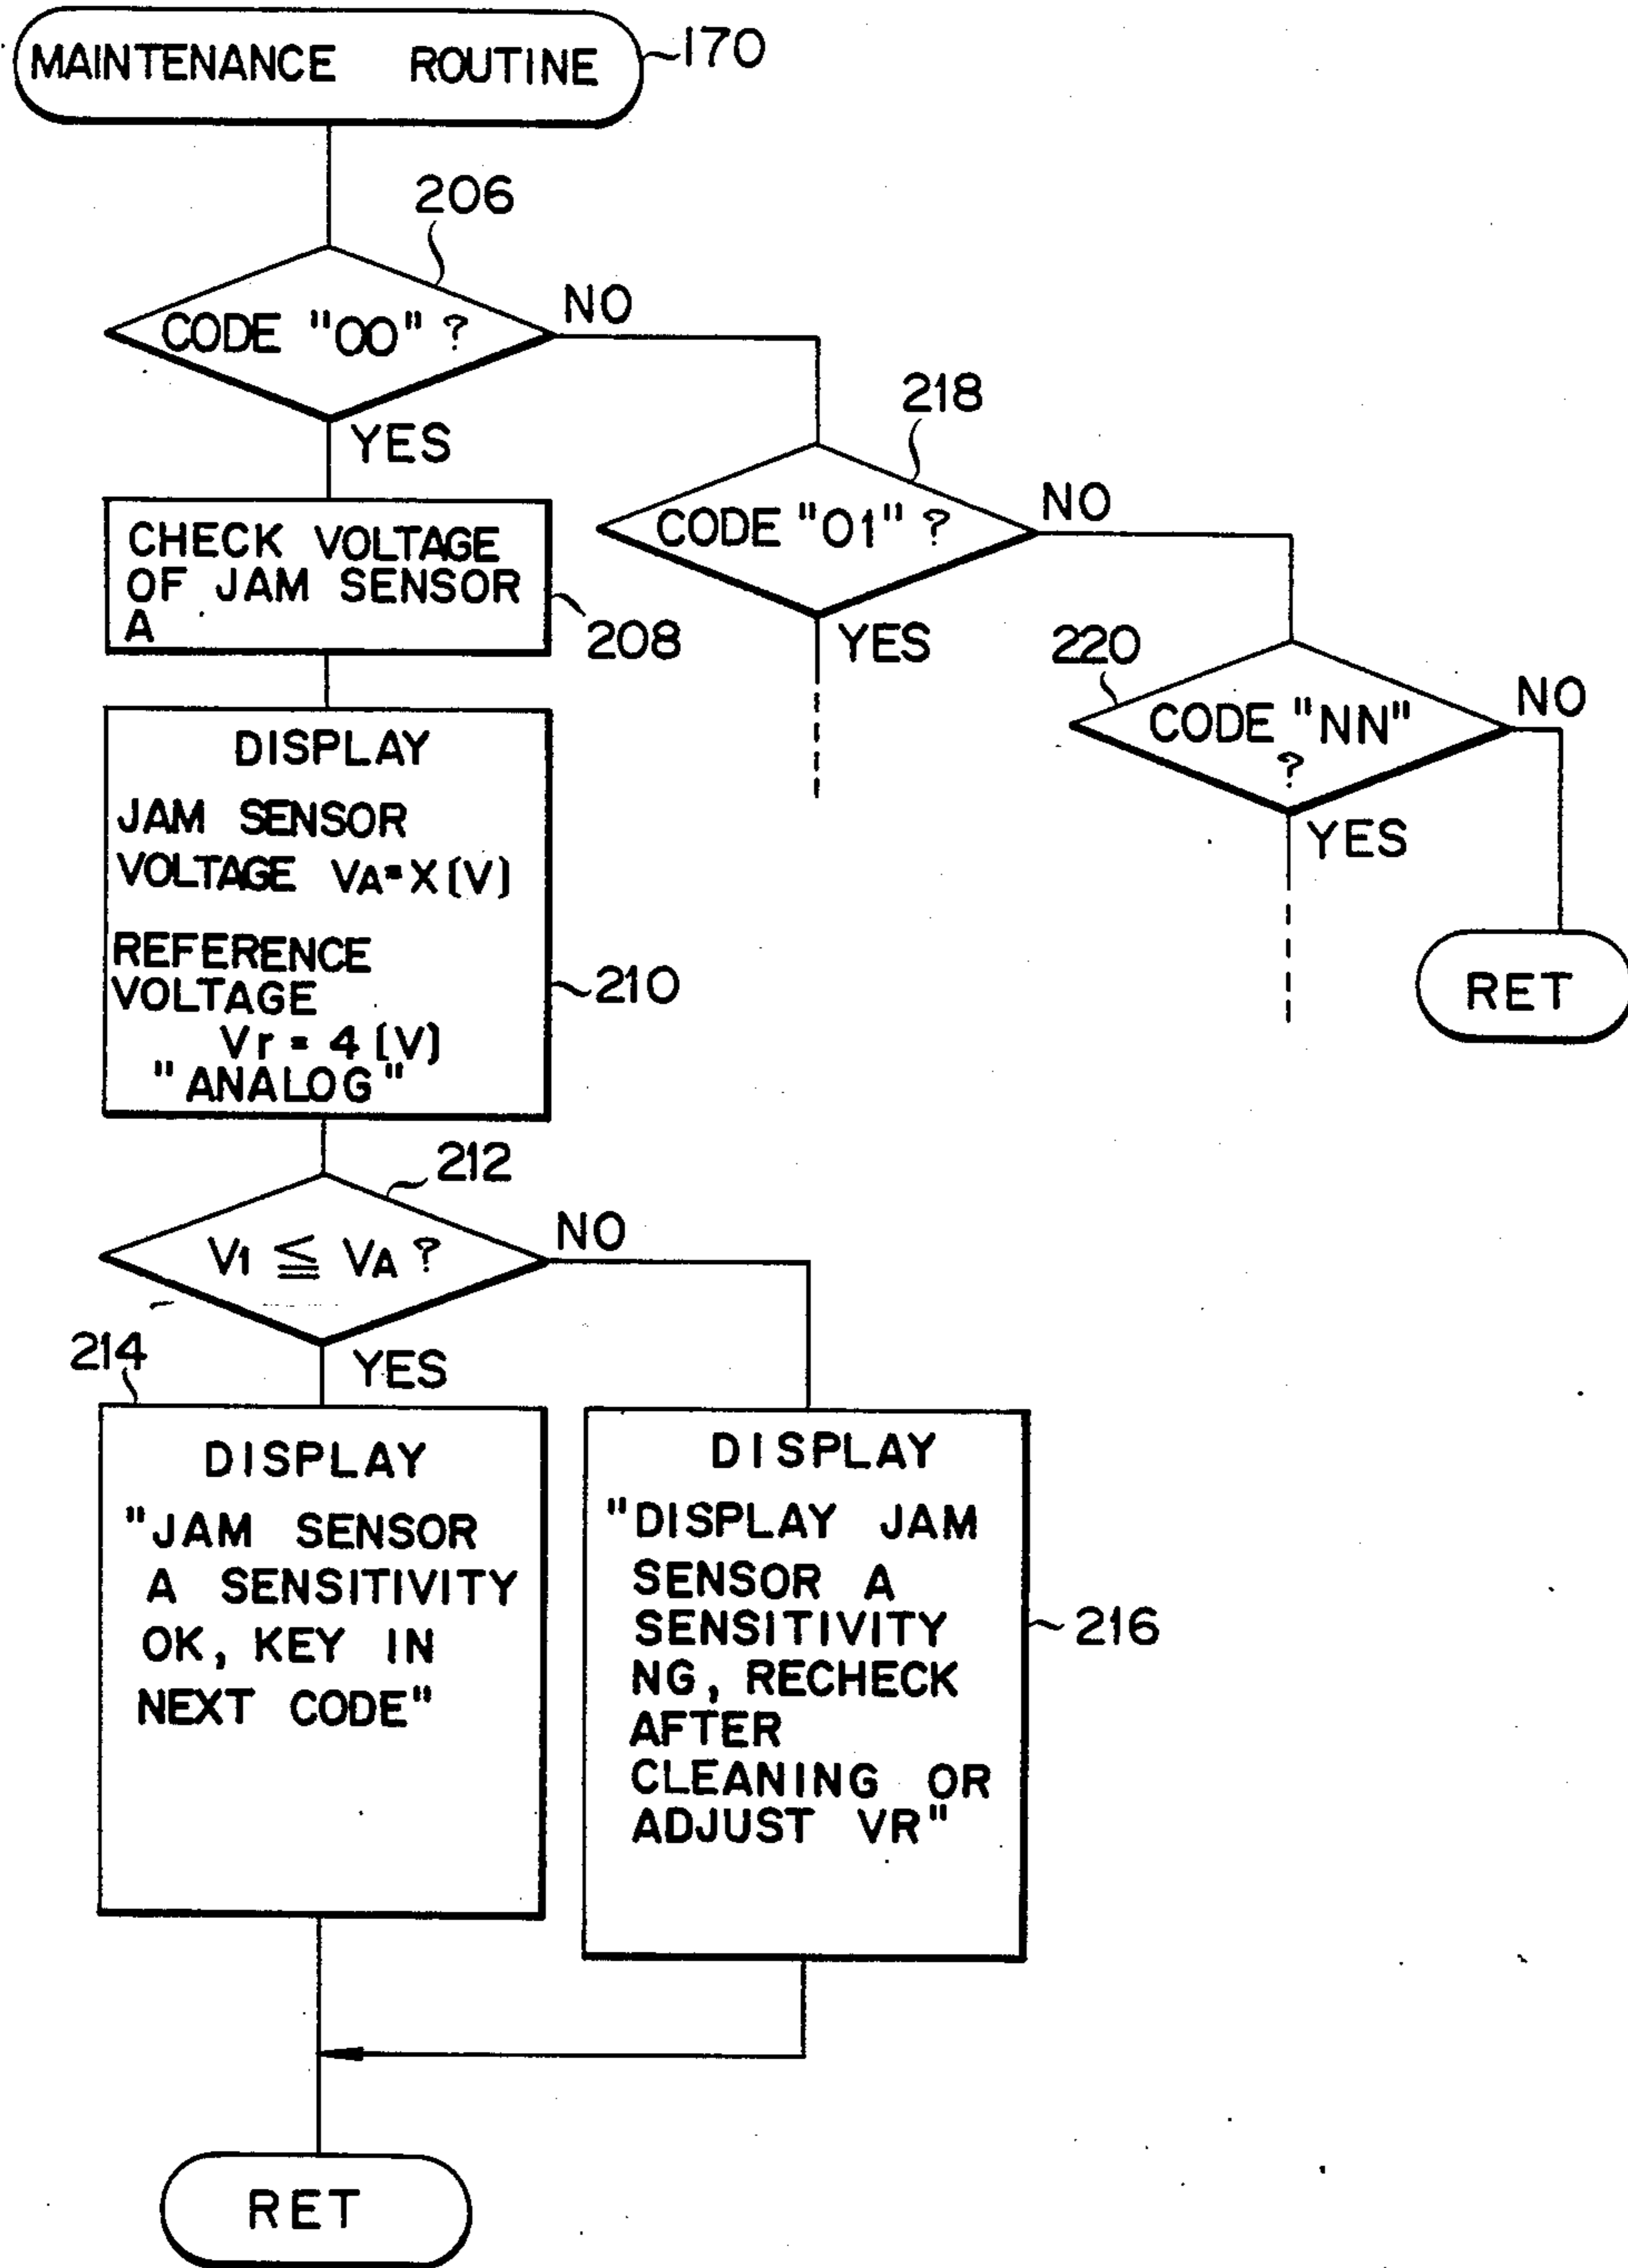 MAINTENANCE ROUTINE
170
206
CODE "00" ?
NO
YES
218
CODE "01" ?
NO
YES
CHECK VOLTAGE
OF JAM SENSOR
A
208
220
CODE "NN"
?
NO
YES
RET
DISPLAY
JAM SENSOR
VOLTAGE VA=X(V)
REFERENCE
VOLTAGE
Vr = 4 (V)
"ANALOG"
210
212
V1 ≦ VA ?
NO
YES
214
DISPLAY
"JAM SENSOR
A SENSITIVITY
OK, KEY IN
NEXT CODE"
DISPLAY
"DISPLAY JAM
SENSOR A
SENSITIVITY
NG, RECHECK
AFTER
CLEANING OR
ADJUST VR"
216
RET